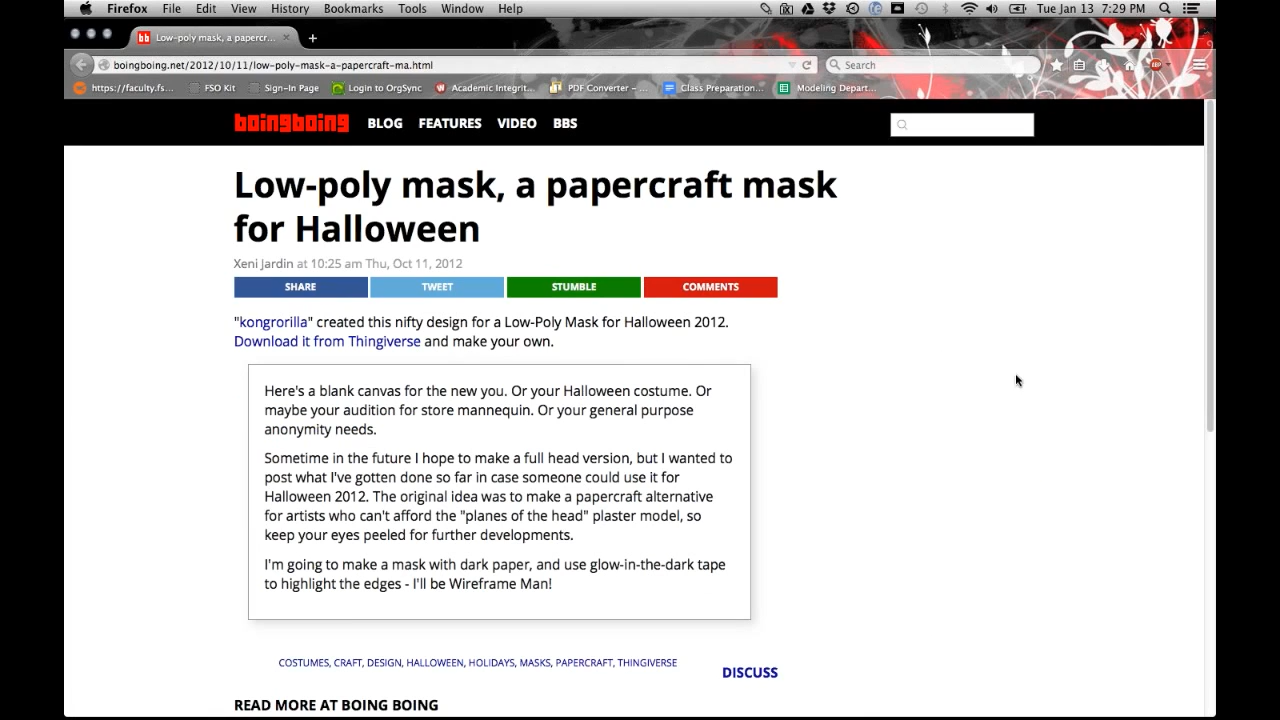 Firefox File Edit View History Bookmarks Tools Window Help Tue Jan 13 7:29 PM
bb Low-poly mask, a papercr...
boingboing.net/2012/10/11/low-poly-mask-a-papercraft-ma.html Search
https://faculty.fs... FSO Kit Sign-In Page Login to OrgSync Academic Integrit... PDF Converter – ... Class Preparation... Modeling Depart...
boingboing BLOG FEATURES VIDEO BBS
Low-poly mask, a papercraft mask
for Halloween
Xeni Jardin at 10:25 am Thu, Oct 11, 2012
SHARE TWEET STUMBLE COMMENTS
"kongrorilla" created this nifty design for a Low-Poly Mask for Halloween 2012.
Download it from Thingiverse and make your own.
Here's a blank canvas for the new you. Or your Halloween costume. Or
maybe your audition for store mannequin. Or your general purpose
anonymity needs.
Sometime in the future I hope to make a full head version, but I wanted to
post what I've gotten done so far in case someone could use it for
Halloween 2012. The original idea was to make a papercraft alternative
for artists who can't afford the "planes of the head" plaster model, so
keep your eyes peeled for further developments.
I'm going to make a mask with dark paper, and use glow-in-the-dark tape
to highlight the edges - I'll be Wireframe Man!
COSTUMES, CRAFT, DESIGN, HALLOWEEN, HOLIDAYS, MASKS, PAPERCRAFT, THINGIVERSE
DISCUSS
READ MORE AT BOING BOING